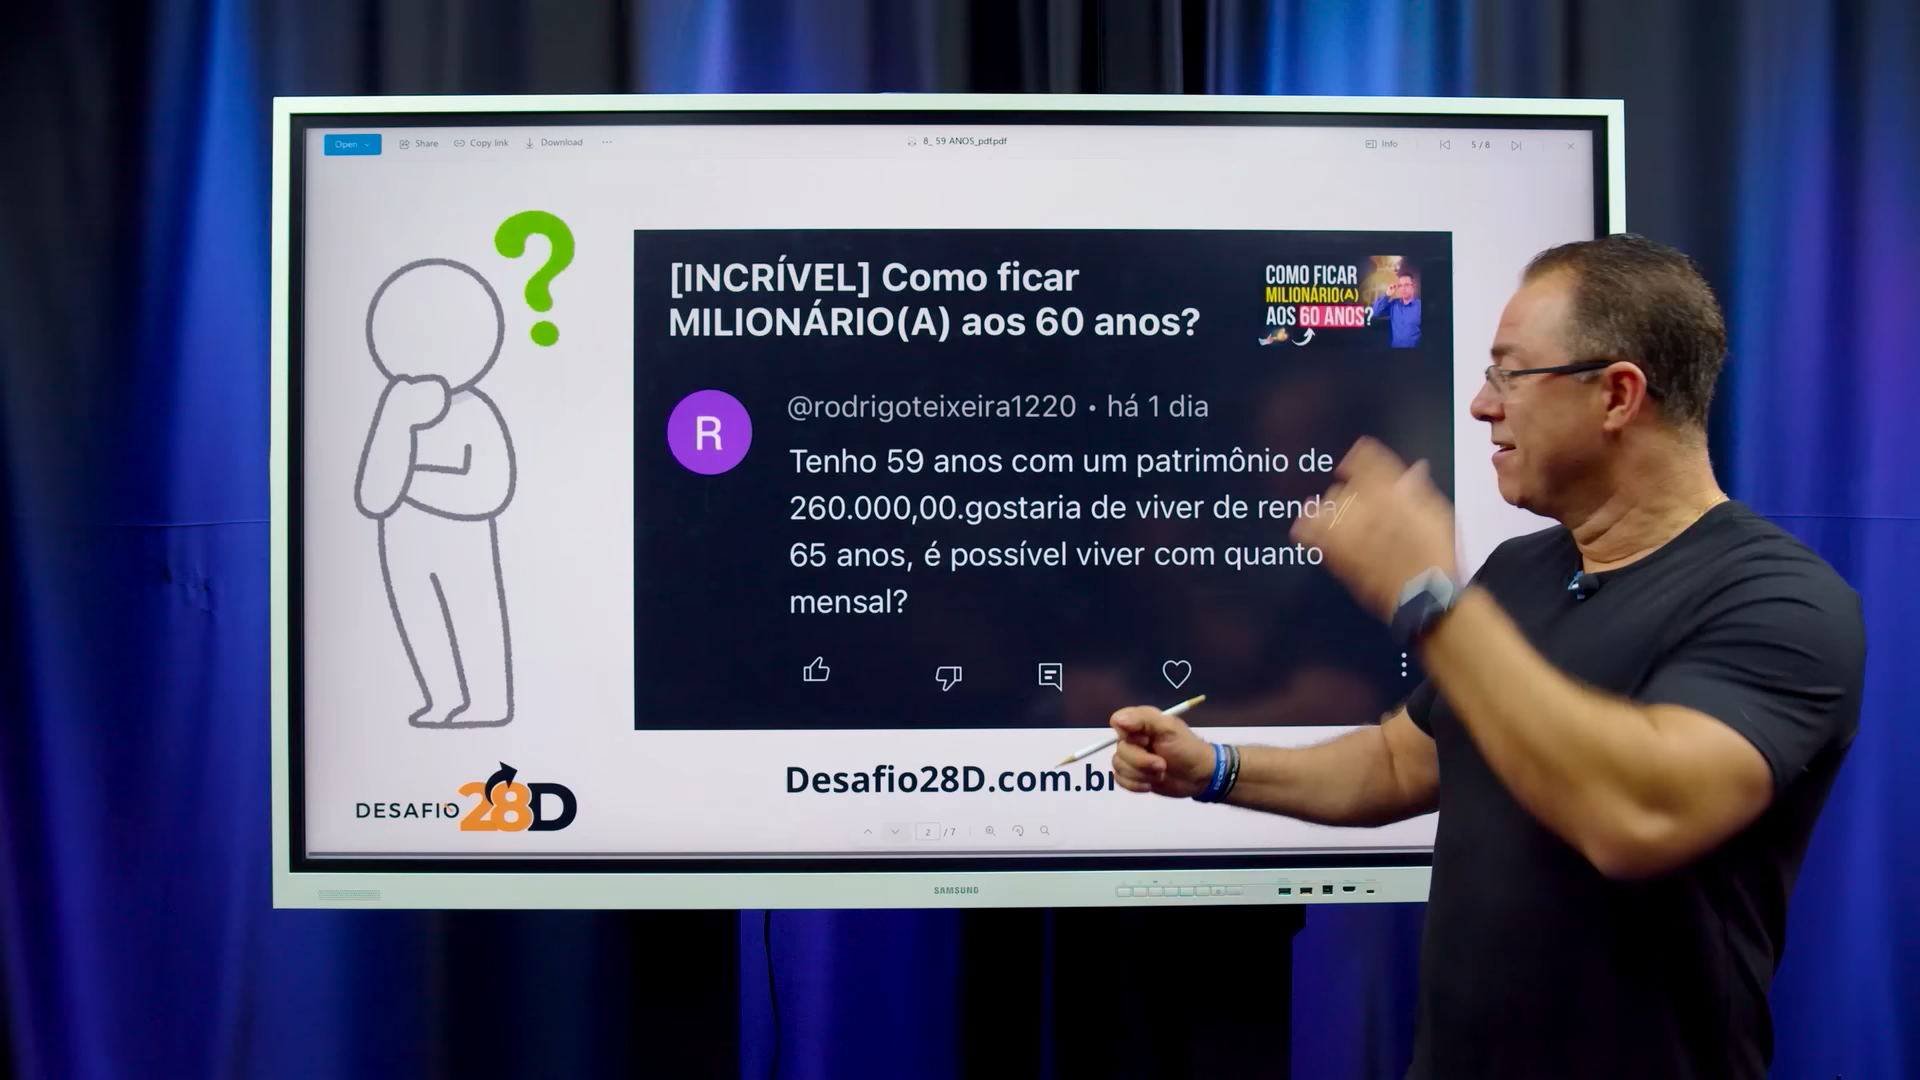 Open
Share
Copy link
Download
8_ 59 ANOS_pdf.pdf
Info
5 / 8
[INCRÍVEL] Como ficar
MILIONÁRIO(A) aos 60 anos?
COMO FICAR
MILIONÁRIO(A)
AOS 60 ANOS?
R
@rodrigoteixeira1220 • há 1 dia
Tenho 59 anos com um patrimônio de
260.000,00.gostaria de viver de renda
65 anos, é possível viver com quanto
mensal?
Desafio28D.com.br
DESAFIO 28D
2 / 7
SAMSUNG